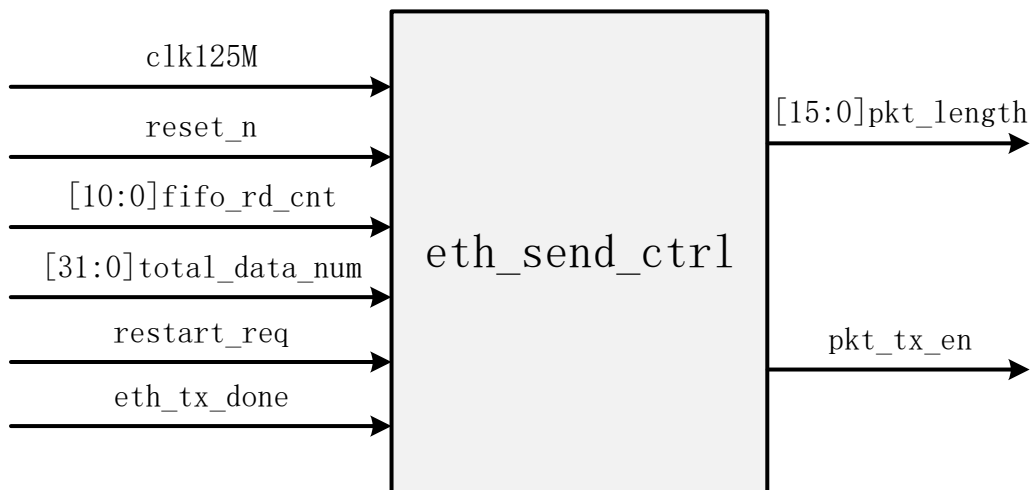 clk125M
reset_n
[10:0]fifo_rd_cnt
[31:0]total_data_num
restart_req
eth_tx_done
eth_send_ctrl
[15:0]pkt_length
pkt_tx_en